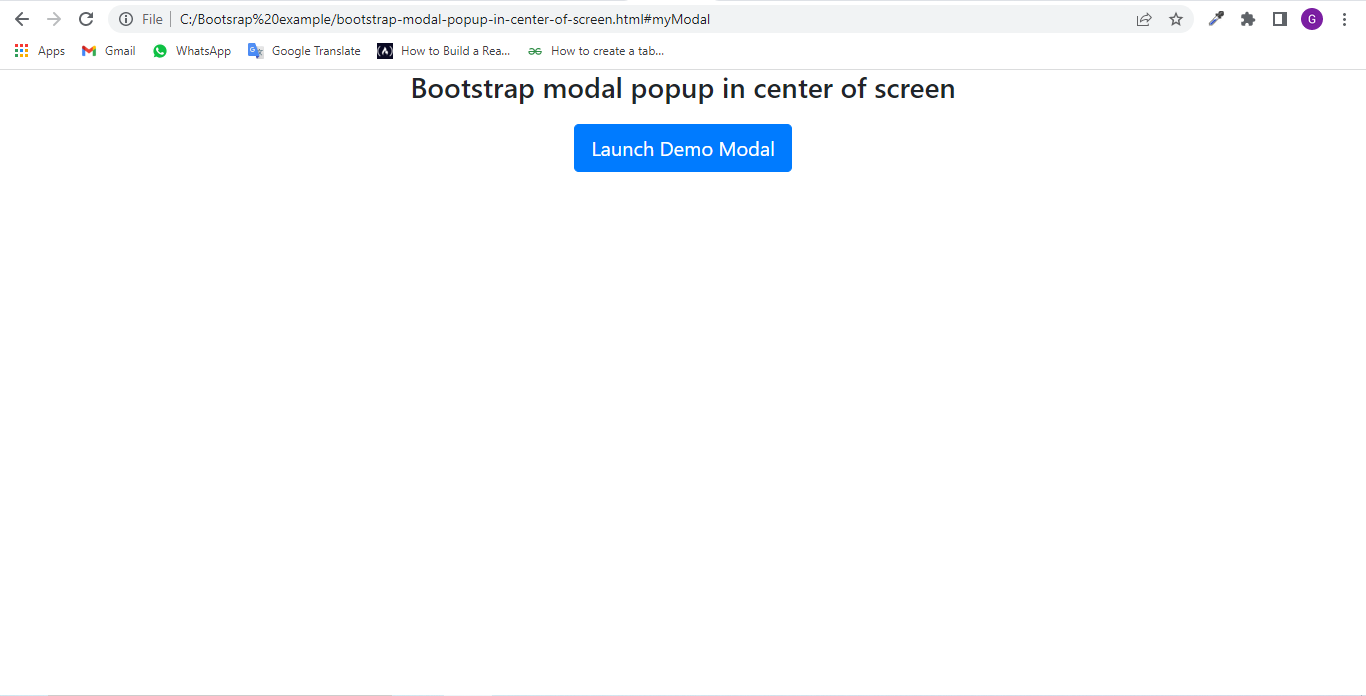 File C:/Bootsrap%20example/bootstrap-modal-popup-in-center-of-screen.html#myModal G
Apps Gmail WhatsApp Google Translate How to Build a Rea... How to create a tab...
Bootstrap modal popup in center of screen
Launch Demo Modal